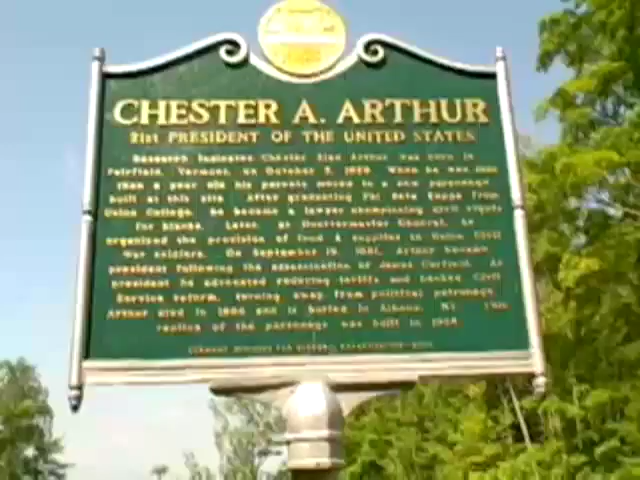 CHESTER A. ARTHUR
21st PRESIDENT OF THE UNITED STATES
Research indicates Chester Alan Arthur was born in
Fairfield, Vermont, on October 5, 1829. When he was less
than a year old his parents moved to a new parsonage
built at this site. After graduating Phi Beta Kappa from
Union College, he became a lawyer championing civil rights
for blacks. Later, as Quartermaster General, he
organized the provision of food & supplies to Union Civil
War soldiers. On September 19, 1881, Arthur became
president following the assassination of James Garfield. As
president he advocated reducing tariffs and backed Civil
Service reform, turning away from political patronage.
Arthur died in 1886 and is buried in Albany, NY. This
replica of the parsonage was built in
VERMONT DIVISION FOR HISTORIC PRESERVATION